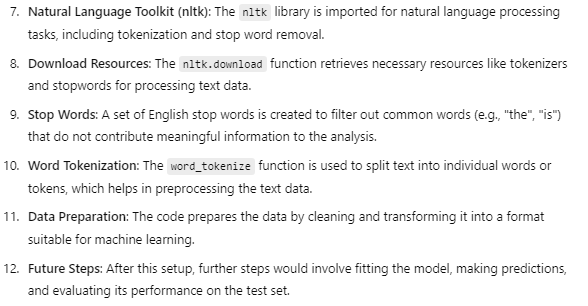 7. Natural Language Toolkit (nltk): The nltk library is imported for natural language processing
tasks, including tokenization and stop word removal.
8. Download Resources: The nltk.download function retrieves necessary resources like tokenizers
and stopwords for processing text data.
9. Stop Words: A set of English stop words is created to filter out common words (e.g., "the", "is")
that do not contribute meaningful information to the analysis.
10. Word Tokenization: The word_tokenize function is used to split text into individual words or
tokens, which helps in preprocessing the text data.
11. Data Preparation: The code prepares the data by cleaning and transforming it into a format
suitable for machine learning.
12. Future Steps: After this setup, further steps would involve fitting the model, making predictions,
and evaluating its performance on the test set.